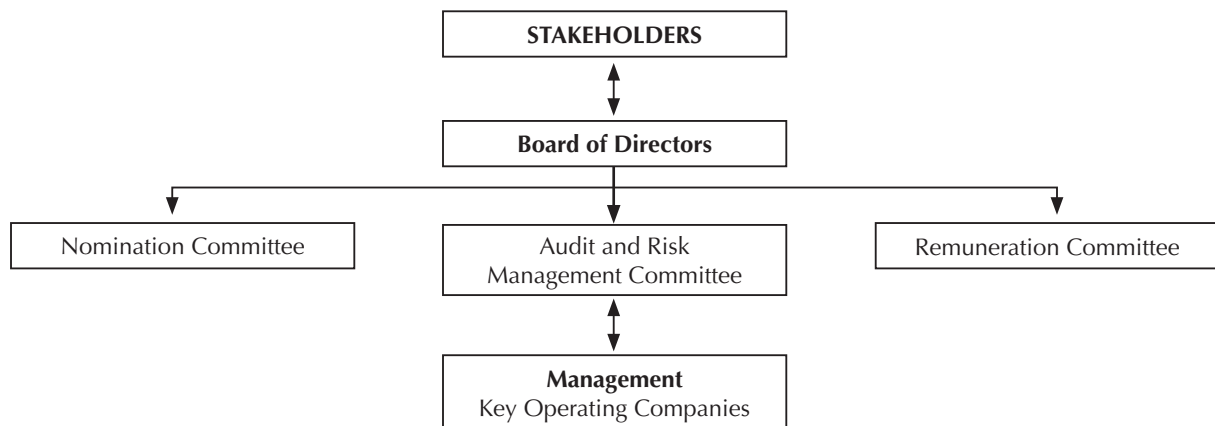 STAKEHOLDERS
Board of Directors
Nomination Committee
Audit and Risk
Management Committee
Remuneration Committee
Management
Key Operating Companies